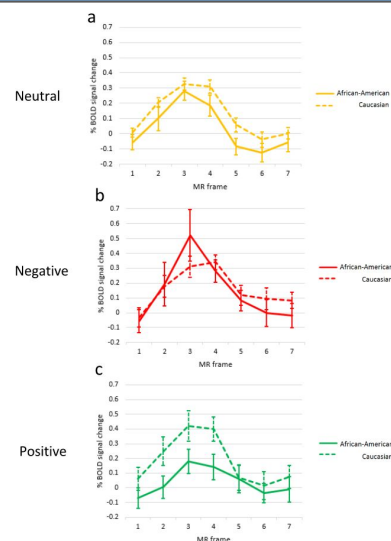 a
0.7
0.6
0.5
0.4
0.3
0.2
0.1
0
-0.1
-0.2
% BOLD signal change
1 2 3 4 5 6 7
MR frame
Neutral
African-American
Caucasian
b
0.7
0.6
0.5
0.4
0.3
0.2
0.1
0
-0.1
-0.2
% BOLD signal change
1 2 3 4 5 6 7
MR frame
Negative
African-American
Caucasian
c
0.7
0.6
0.5
0.4
0.3
0.2
0.1
0
-0.1
-0.2
% BOLD signal change
1 2 3 4 5 6 7
MR frame
Positive
African-American
Caucasian